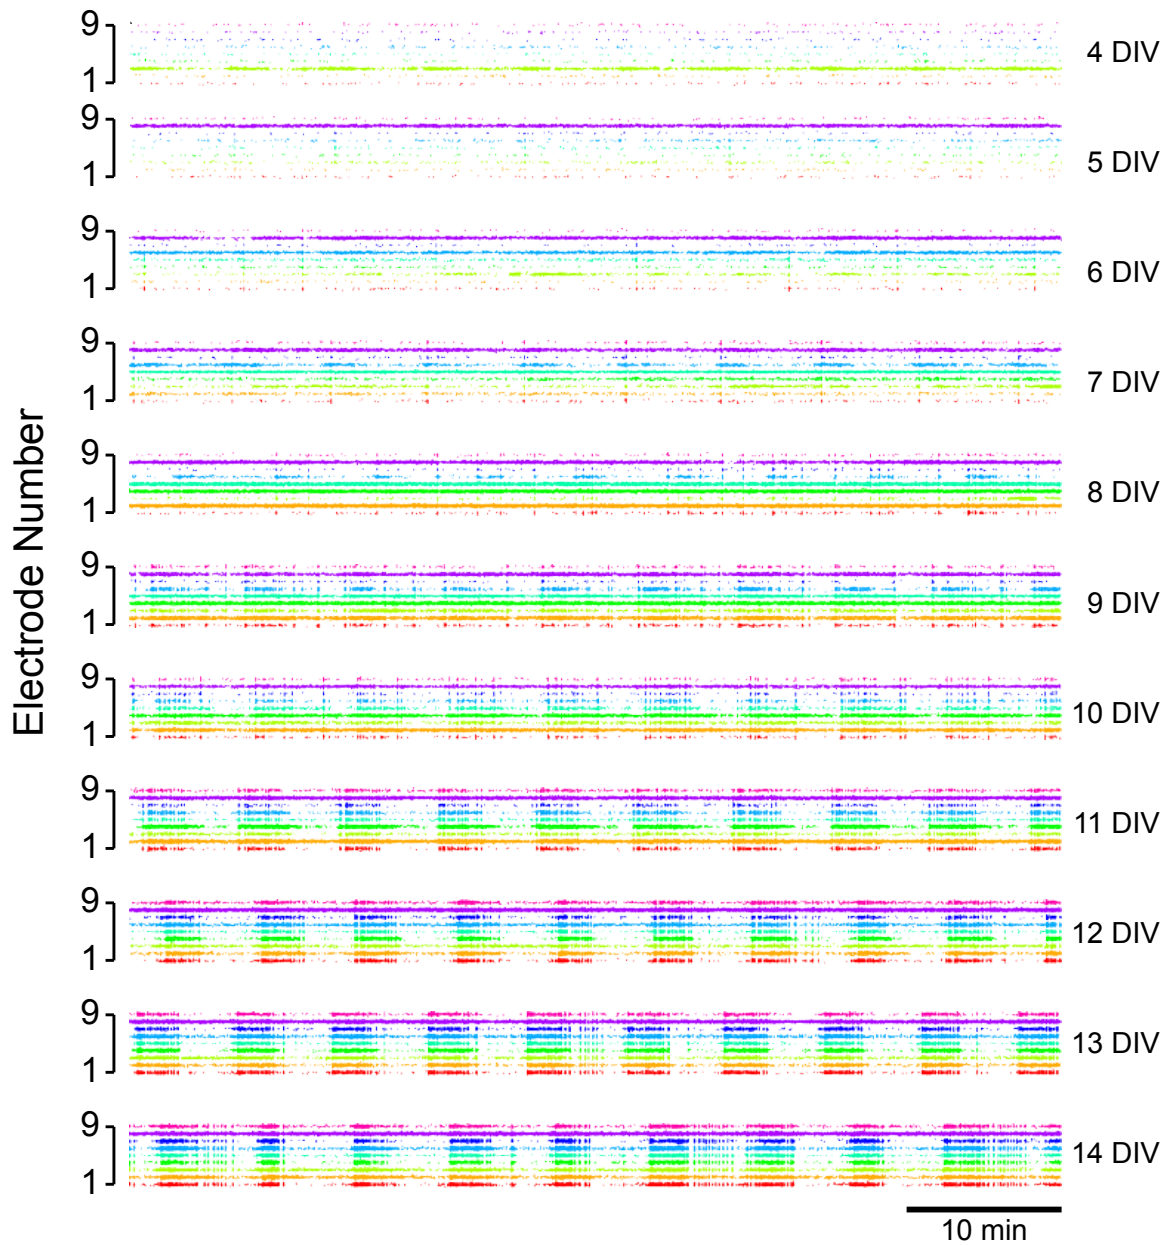 Electrode Number
9
1
4 DIV
9
1
5 DIV
9
1
6 DIV
9
1
7 DIV
9
1
8 DIV
9
1
9 DIV
9
1
10 DIV
9
1
11 DIV
9
1
12 DIV
9
1
13 DIV
9
1
14 DIV
10 min